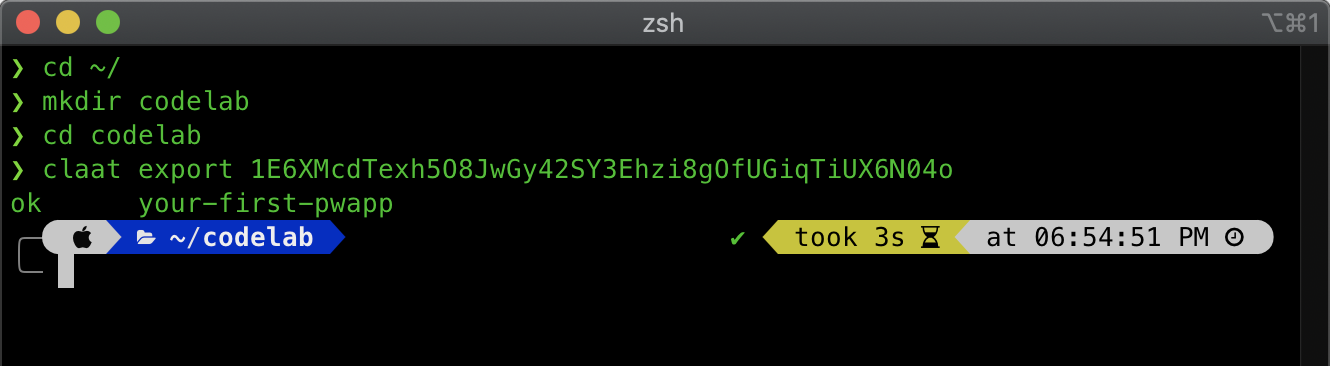 zsh
⌥⌘1
❯ cd ~/
❯ mkdir codelab
❯ cd codelab
❯ claat export 1E6XMcdTexh5O8JwGy42SY3Ehzi8gOfUGiqTiUX6N04o
ok      your-first-pwapp
~/codelab ✔ took 3s at 06:54:51 PM